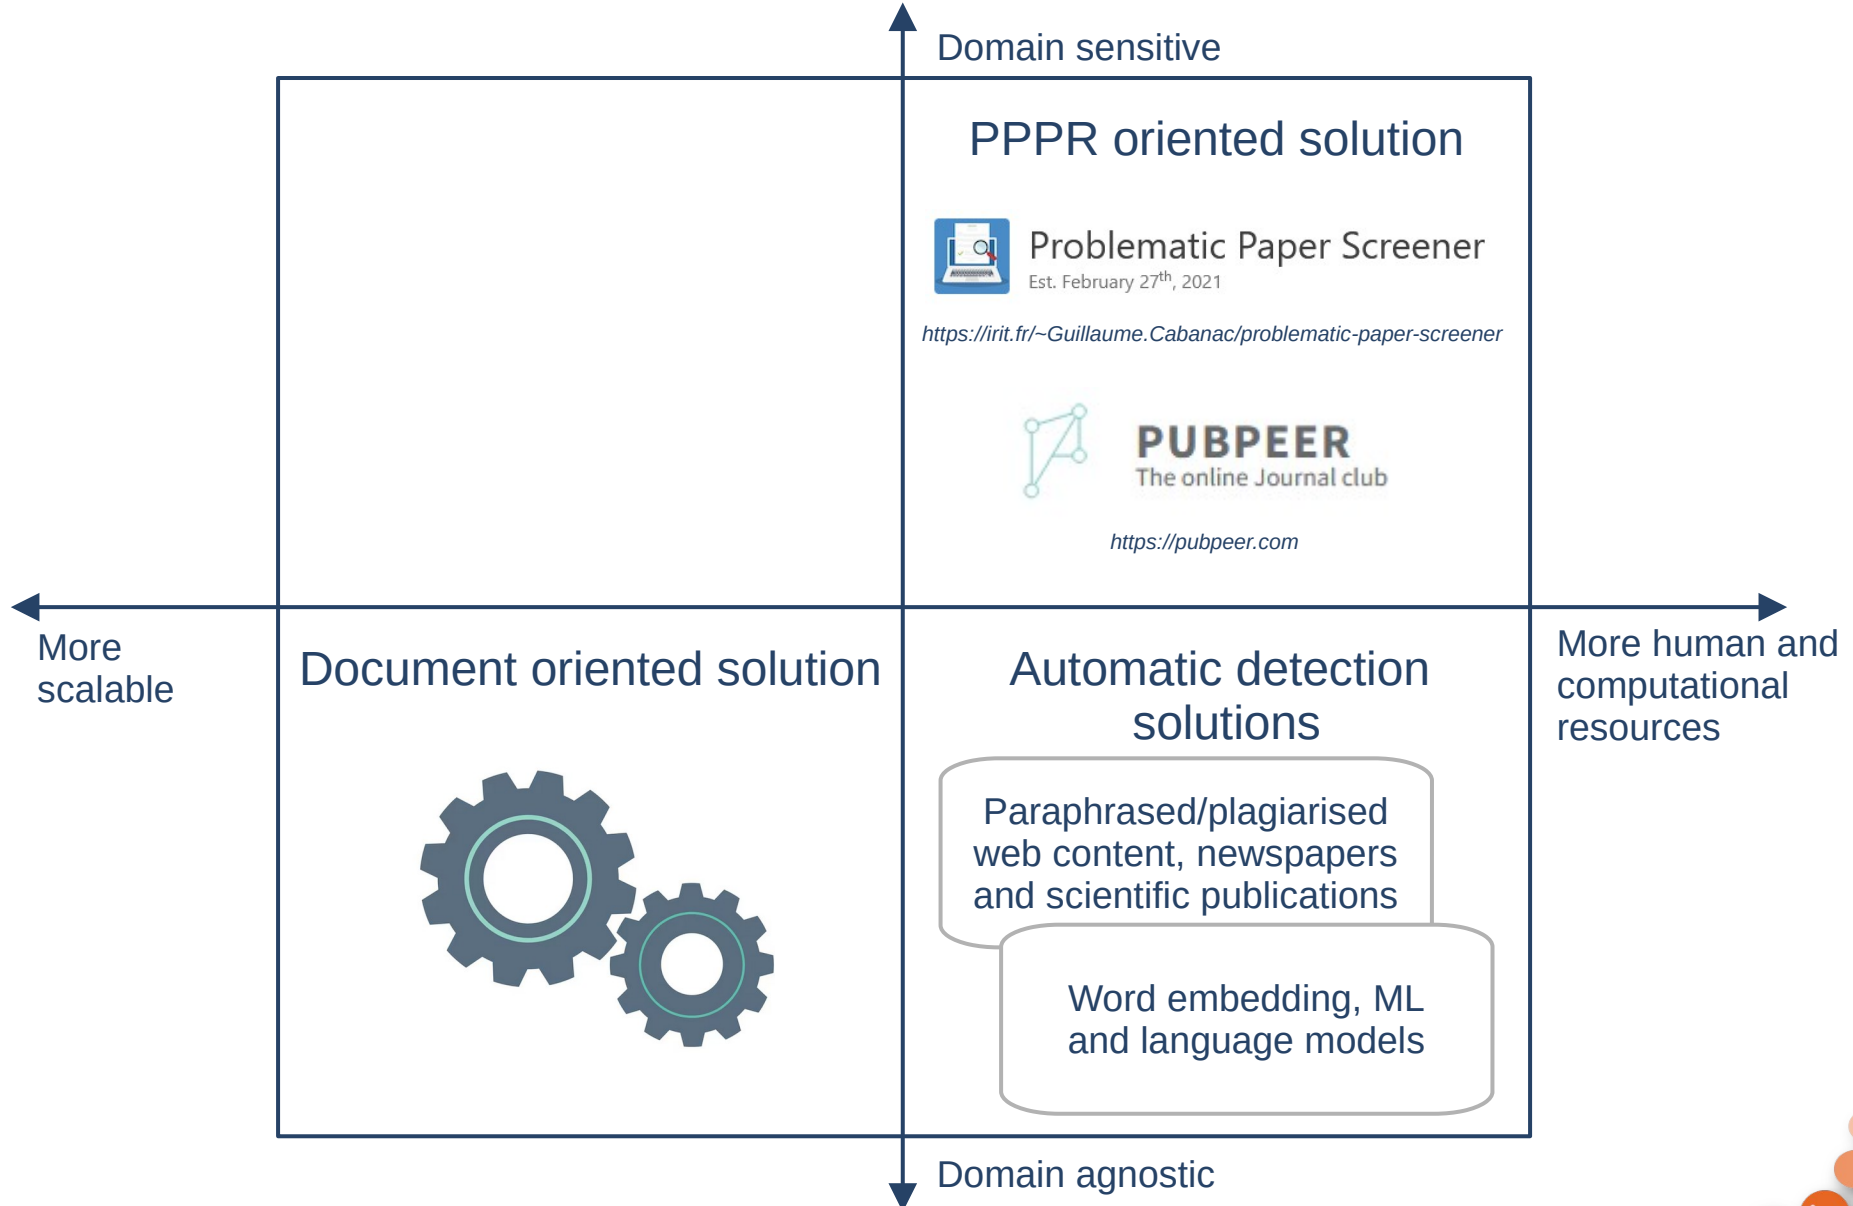 Domain sensitive
PPPR oriented solution
Problematic Paper Screener
Est. February 27th, 2021
https://irit.fr/~Guillaume.Cabanac/problematic-paper-screener
PUBPEER
The online Journal club
https://pubpeer.com
More
scalable
Document oriented solution
Automatic detection
solutions
More human and
computational
resources
Paraphrased/plagiarised
web content, newspapers
and scientific publications
Word embedding, ML
and language models
Domain agnostic